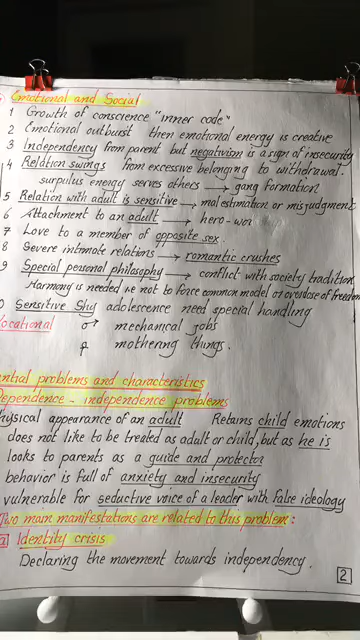 Emotional and Social
1 Growth of conscience "inner code"
2 Emotional outburst then emotional energy is creative
3 Independency from parent but negativism is a sign of insecurity
4 Relation swings from excessive belonging to withdrawal.
surpulus energy serves others → gang formation
5 Relation with adult is sensitive → malestimation or misjudgment
6 Attachment to an adult → hero-wor
7 Love to a member of opposite sex
8 Severe intimate relations → romantic crushes
9 Special personal philosophy → conflict with society tradition
Harmong is needed ie not to force common model or overdose of freedom
0 Sensitive Shy adolescence need special handling
Vocational ♂ mechanical jobs
♀ mothering things.
ential problems and characteristics
Dependence - independence problems
Physical appearance of an adult Retains child emotions
does not like to be treated as adult or child, but as he is
looks to parents as a guide and protector
behavior is full of anxiety and insecurity
vulnerable for seductive voice of a leader with false ideology
Two main manifestations are related to this problem:
a Identity crisis
Declaring the movement towards independency.
2